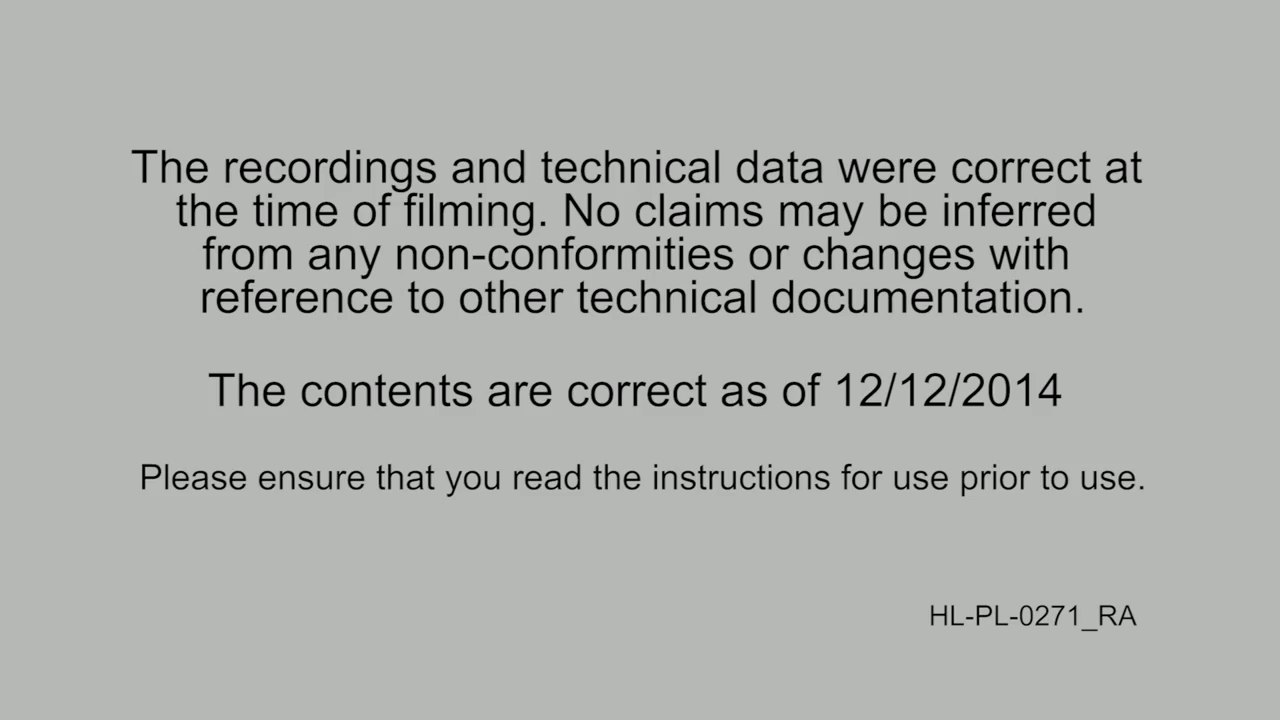 The recordings and technical data were correct at
the time of filming. No claims may be inferred
from any non-conformities or changes with
reference to other technical documentation.
The contents are correct as of 12/12/2014
Please ensure that you read the instructions for use prior to use.
HL-PL-0271_RA